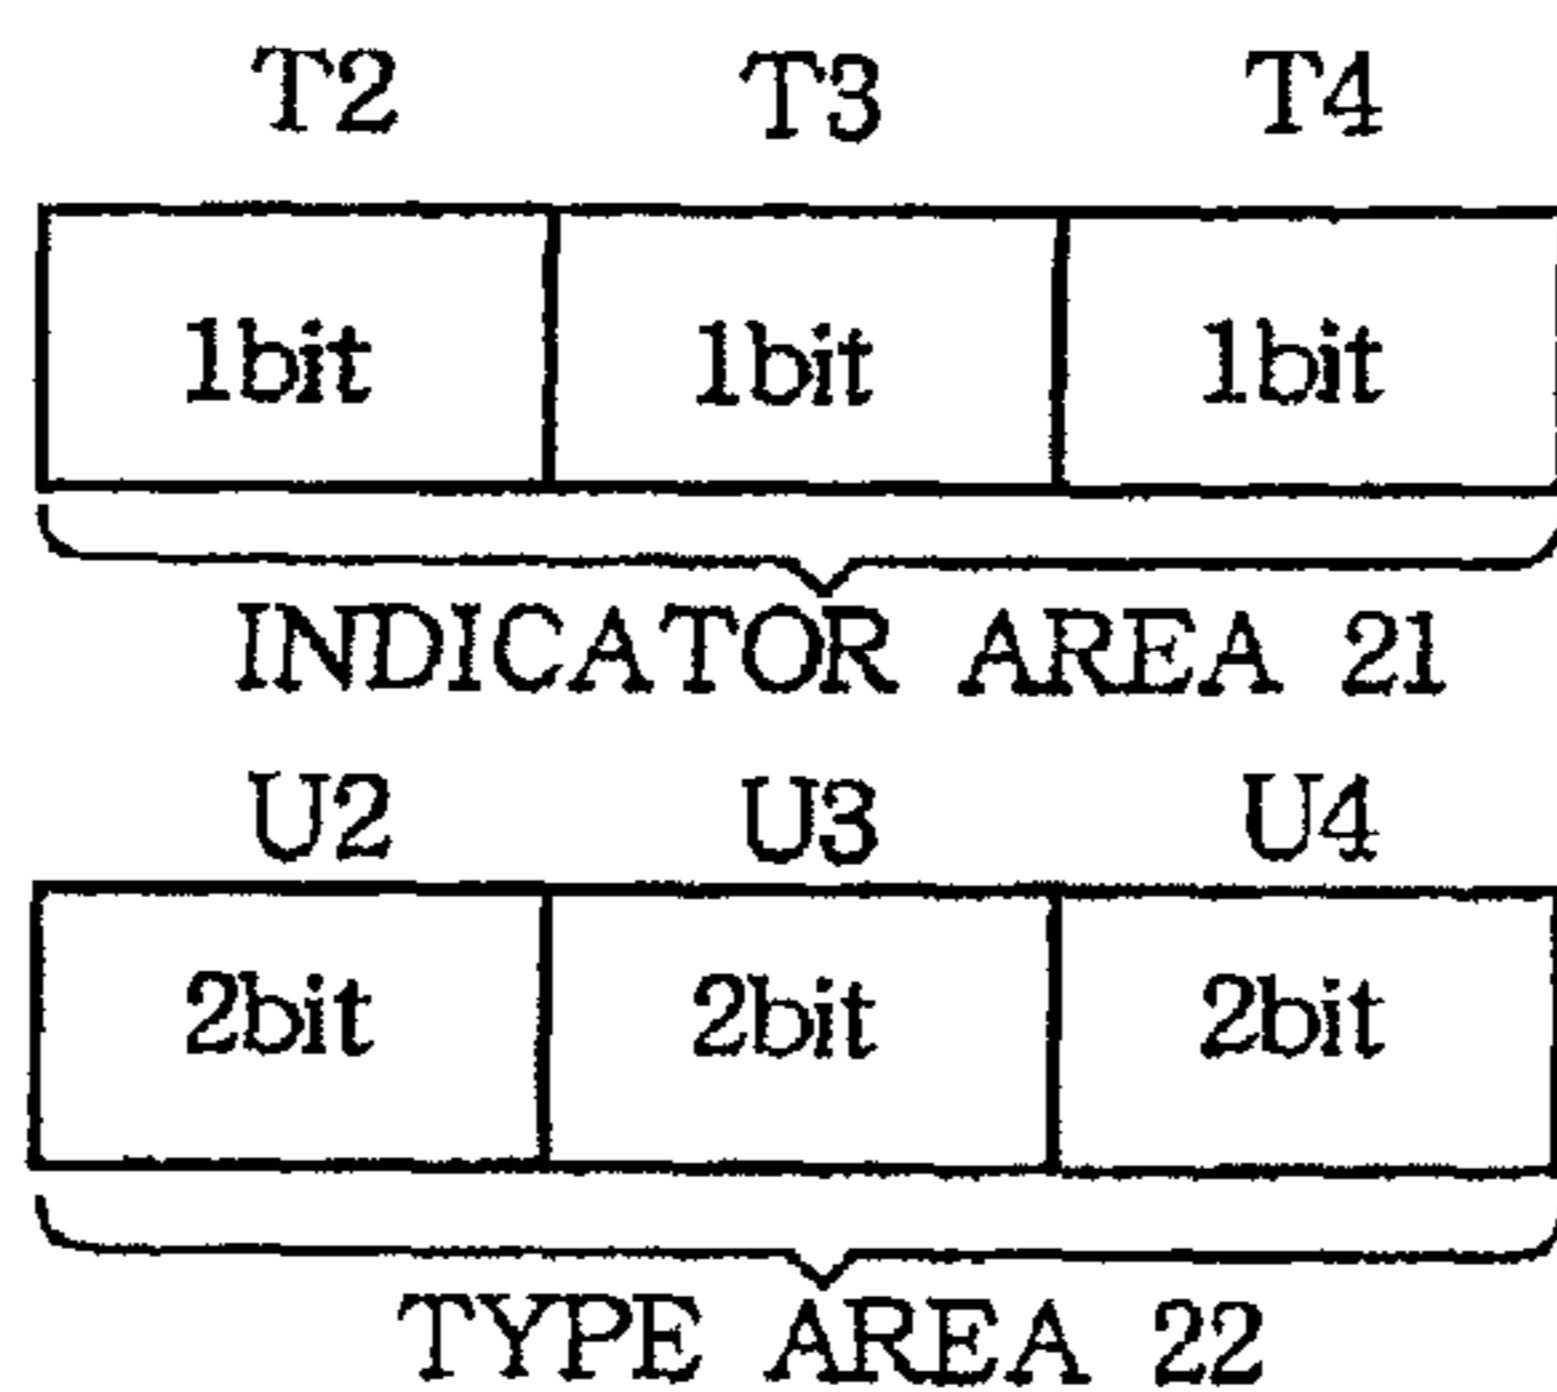 T2 T3 T4
1bit 1bit 1bit
INDICATOR AREA 21
U2 U3 U4
2bit 2bit 2bit
TYPE AREA 22